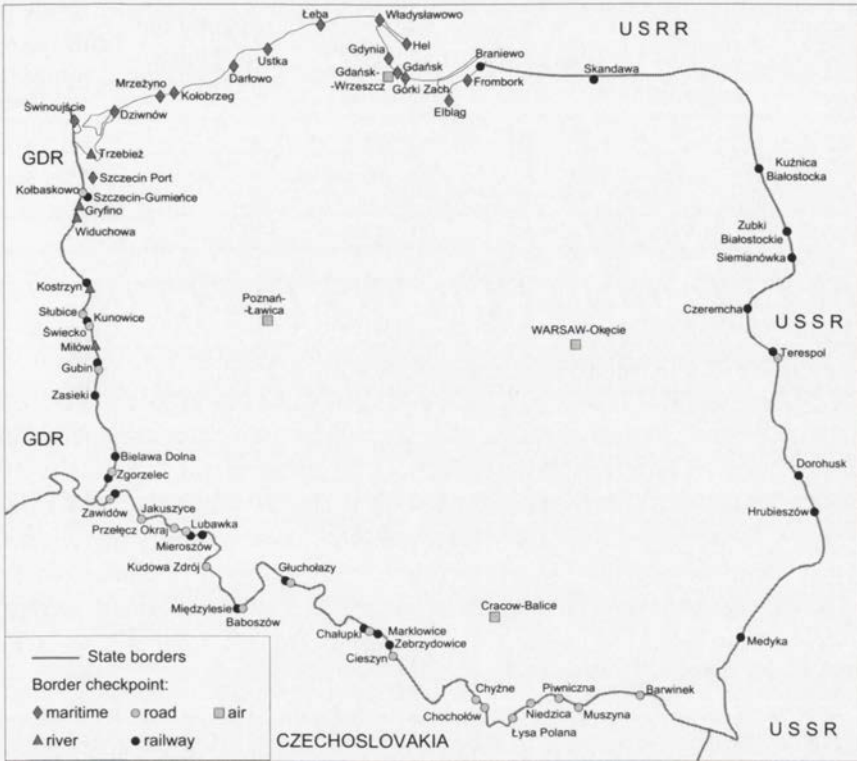 Łeba
Władysławowo
USRR
Hel
Gdynia
Braniewo
Ustka
Gdańsk
Skandawa
Darłowo
Gdańsk-
-Wrzeszcz
Frombork
Mrzeżyno
Górki Zach
Kołobrzeg
Świnoujście
Elbląg
Dziwnów
GDR
Trzebież
Kuźnica
Białostocka
Szczecin Port
Kołbaskowo
Szczecin-Gumieńce
Gryfino
Widuchowa
Zubki
Białostockie
Siemianówka
Kostrzyn
Poznań-
-Ławica
Słubice
Kunowice
Czeremcha
USSR
Świecko
WARSAW-Okęcie
Miłów
Terespol
Gubin
Zasieki
GDR
Bielawa Dolna
Zgorzelec
Dorohusk
Zawidów
Jakuszyce
Hrubieszów
Przełęcz Okraj
Lubawka
Mieroszów
Kudowa Zdrój
Głuchołazy
Międzylesie
Baboszów
Cracow-Balice
Chałupki
Marklowice
Zebrzydowice
Medyka
Cieszyn
State borders
Border checkpoint:
maritime
road
air
river
railway
Chyżne
Piwniczna
Barwinek
Chochołów
Niedzica
Muszyna
Łysa Polana
CZECHOSLOVAKIA
USSR